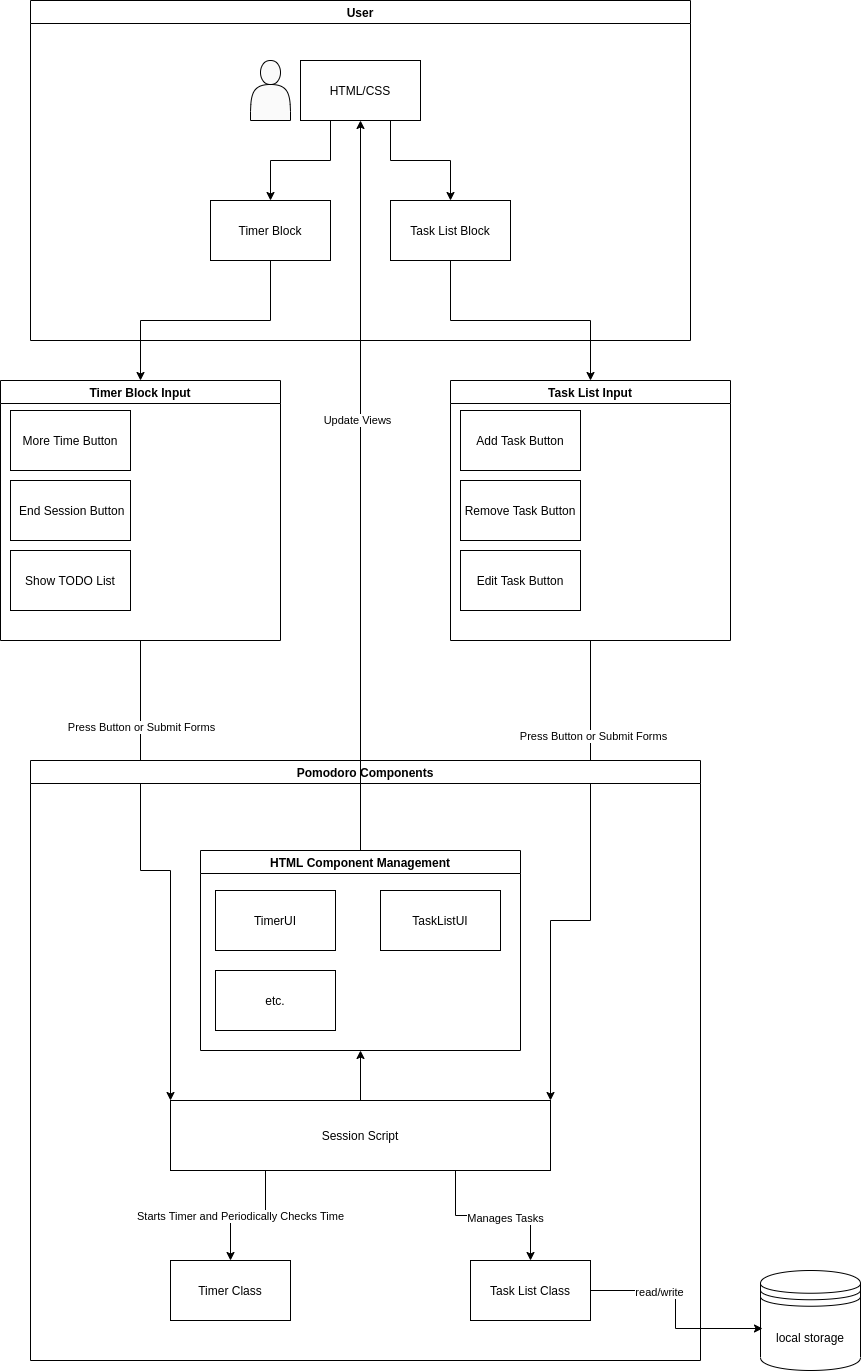 User
HTML/CSS
Timer Block
Task List Block
Timer Block Input
Task List Input
Update Views
More Time Button
Add Task Button
End Session Button
Remove Task Button
Show TODO List
Edit Task Button
Press Button or Submit Forms
Press Button or Submit Forms
Pomodoro Components
HTML Component Management
TimerUI
TaskListUI
etc.
Session Script
Starts Timer and Periodically Checks Time
Manages Tasks
Timer Class
Task List Class
read/write
local storage